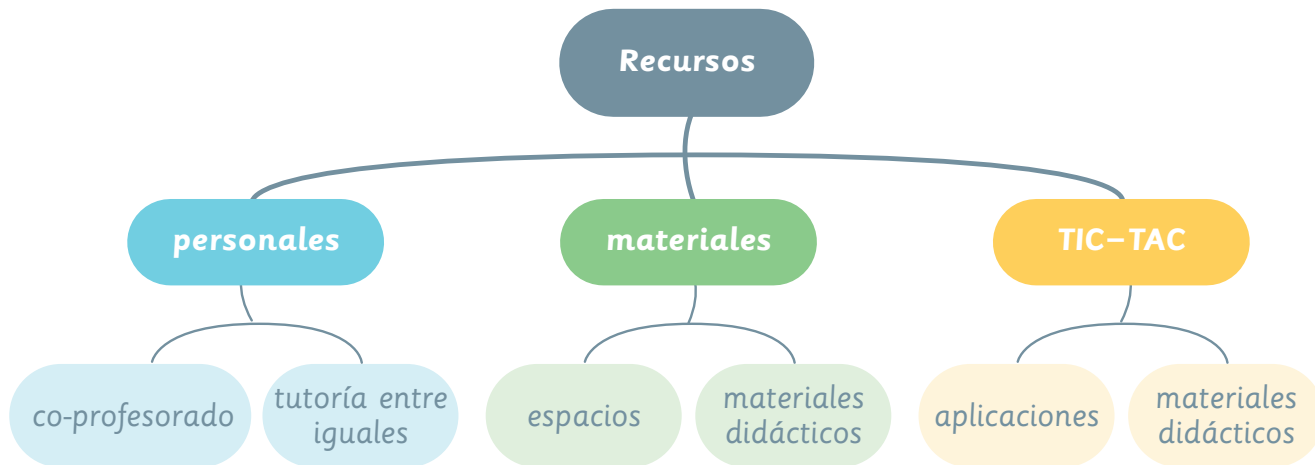 Recursos
personales
materiales
TIC–TAC
co-profesorado
tutoría entre
iguales
espacios
materiales
didácticos
aplicaciones
materiales
didácticos